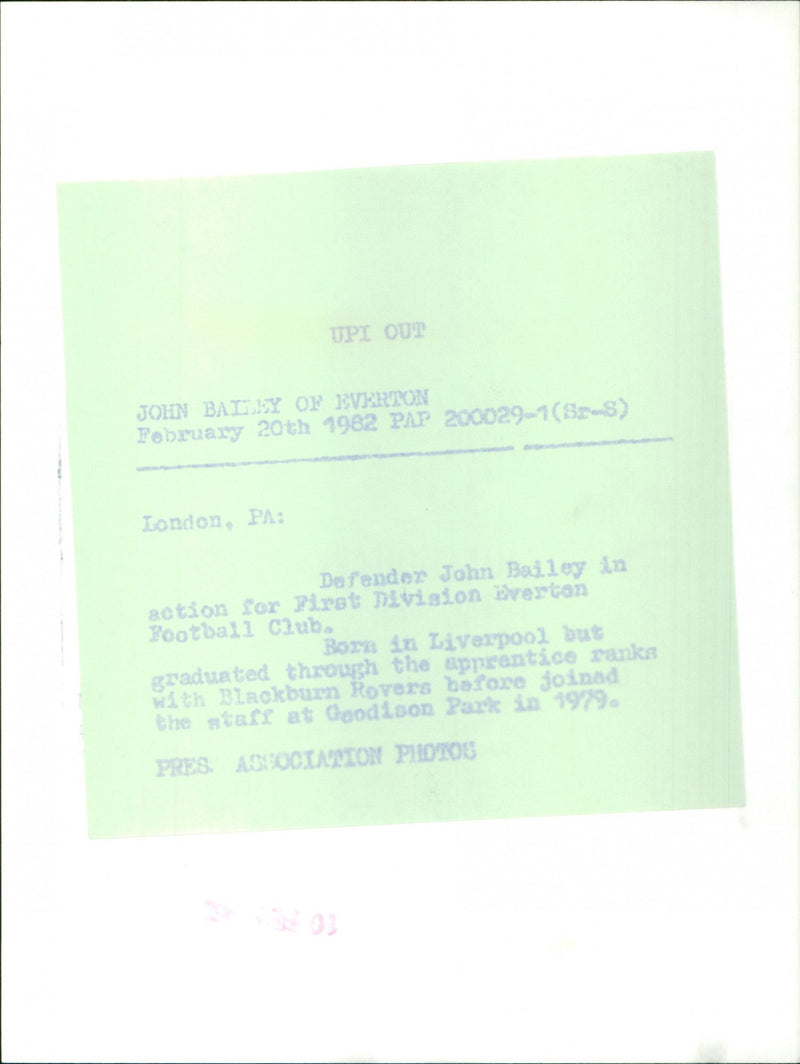 UPI OUT
JOHN BAILEY OF EVERTON
February 20th 1982 PAP 200029-1(Sr-S)
London, PA:
Defender John Bailey in
action for First Division Everton
Football Club.
Born in Liverpool but
graduated through the apprentice ranks
with Blackburn Rovers before joined
the staff at Goodison Park in 1979.
PRES. ASSOCIATION PHOTOS